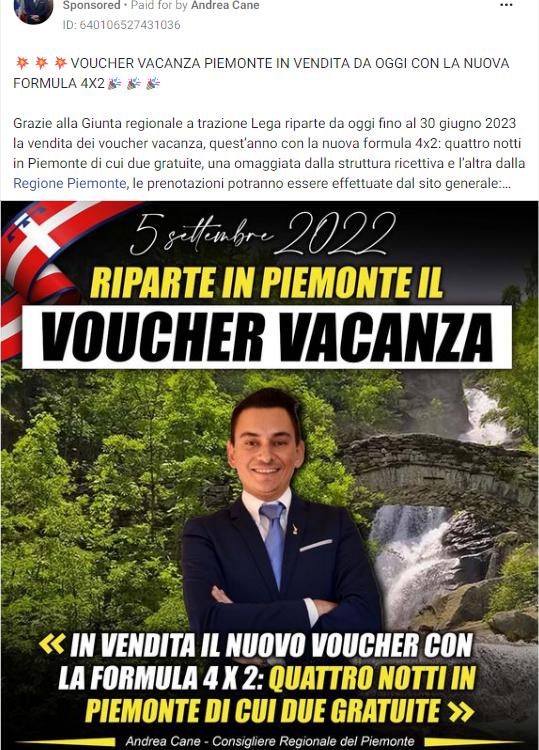 Sponsored • Paid for by Andrea Cane
ID: 640106527431036
💥 💥 💥 VOUCHER VACANZA PIEMONTE IN VENDITA DA OGGI CON LA NUOVA
FORMULA 4X2 🎉 🎉 🎉
Grazie alla Giunta regionale a trazione Lega riparte da oggi fino al 30 giugno 2023
la vendita dei voucher vacanza, quest'anno con la nuova formula 4x2: quattro notti
in Piemonte di cui due gratuite, una omaggiata dalla struttura ricettiva e l'altra dalla
Regione Piemonte, le prenotazioni potranno essere effettuate dal sito generale:...
5 settembre 2022
RIPARTE IN PIEMONTE IL
VOUCHER VACANZA
« IN VENDITA IL NUOVO VOUCHER CON
LA FORMULA 4 X 2: QUATTRO NOTTI IN
PIEMONTE DI CUI DUE GRATUITE »
Andrea Cane - Consigliere Regionale del Piemonte